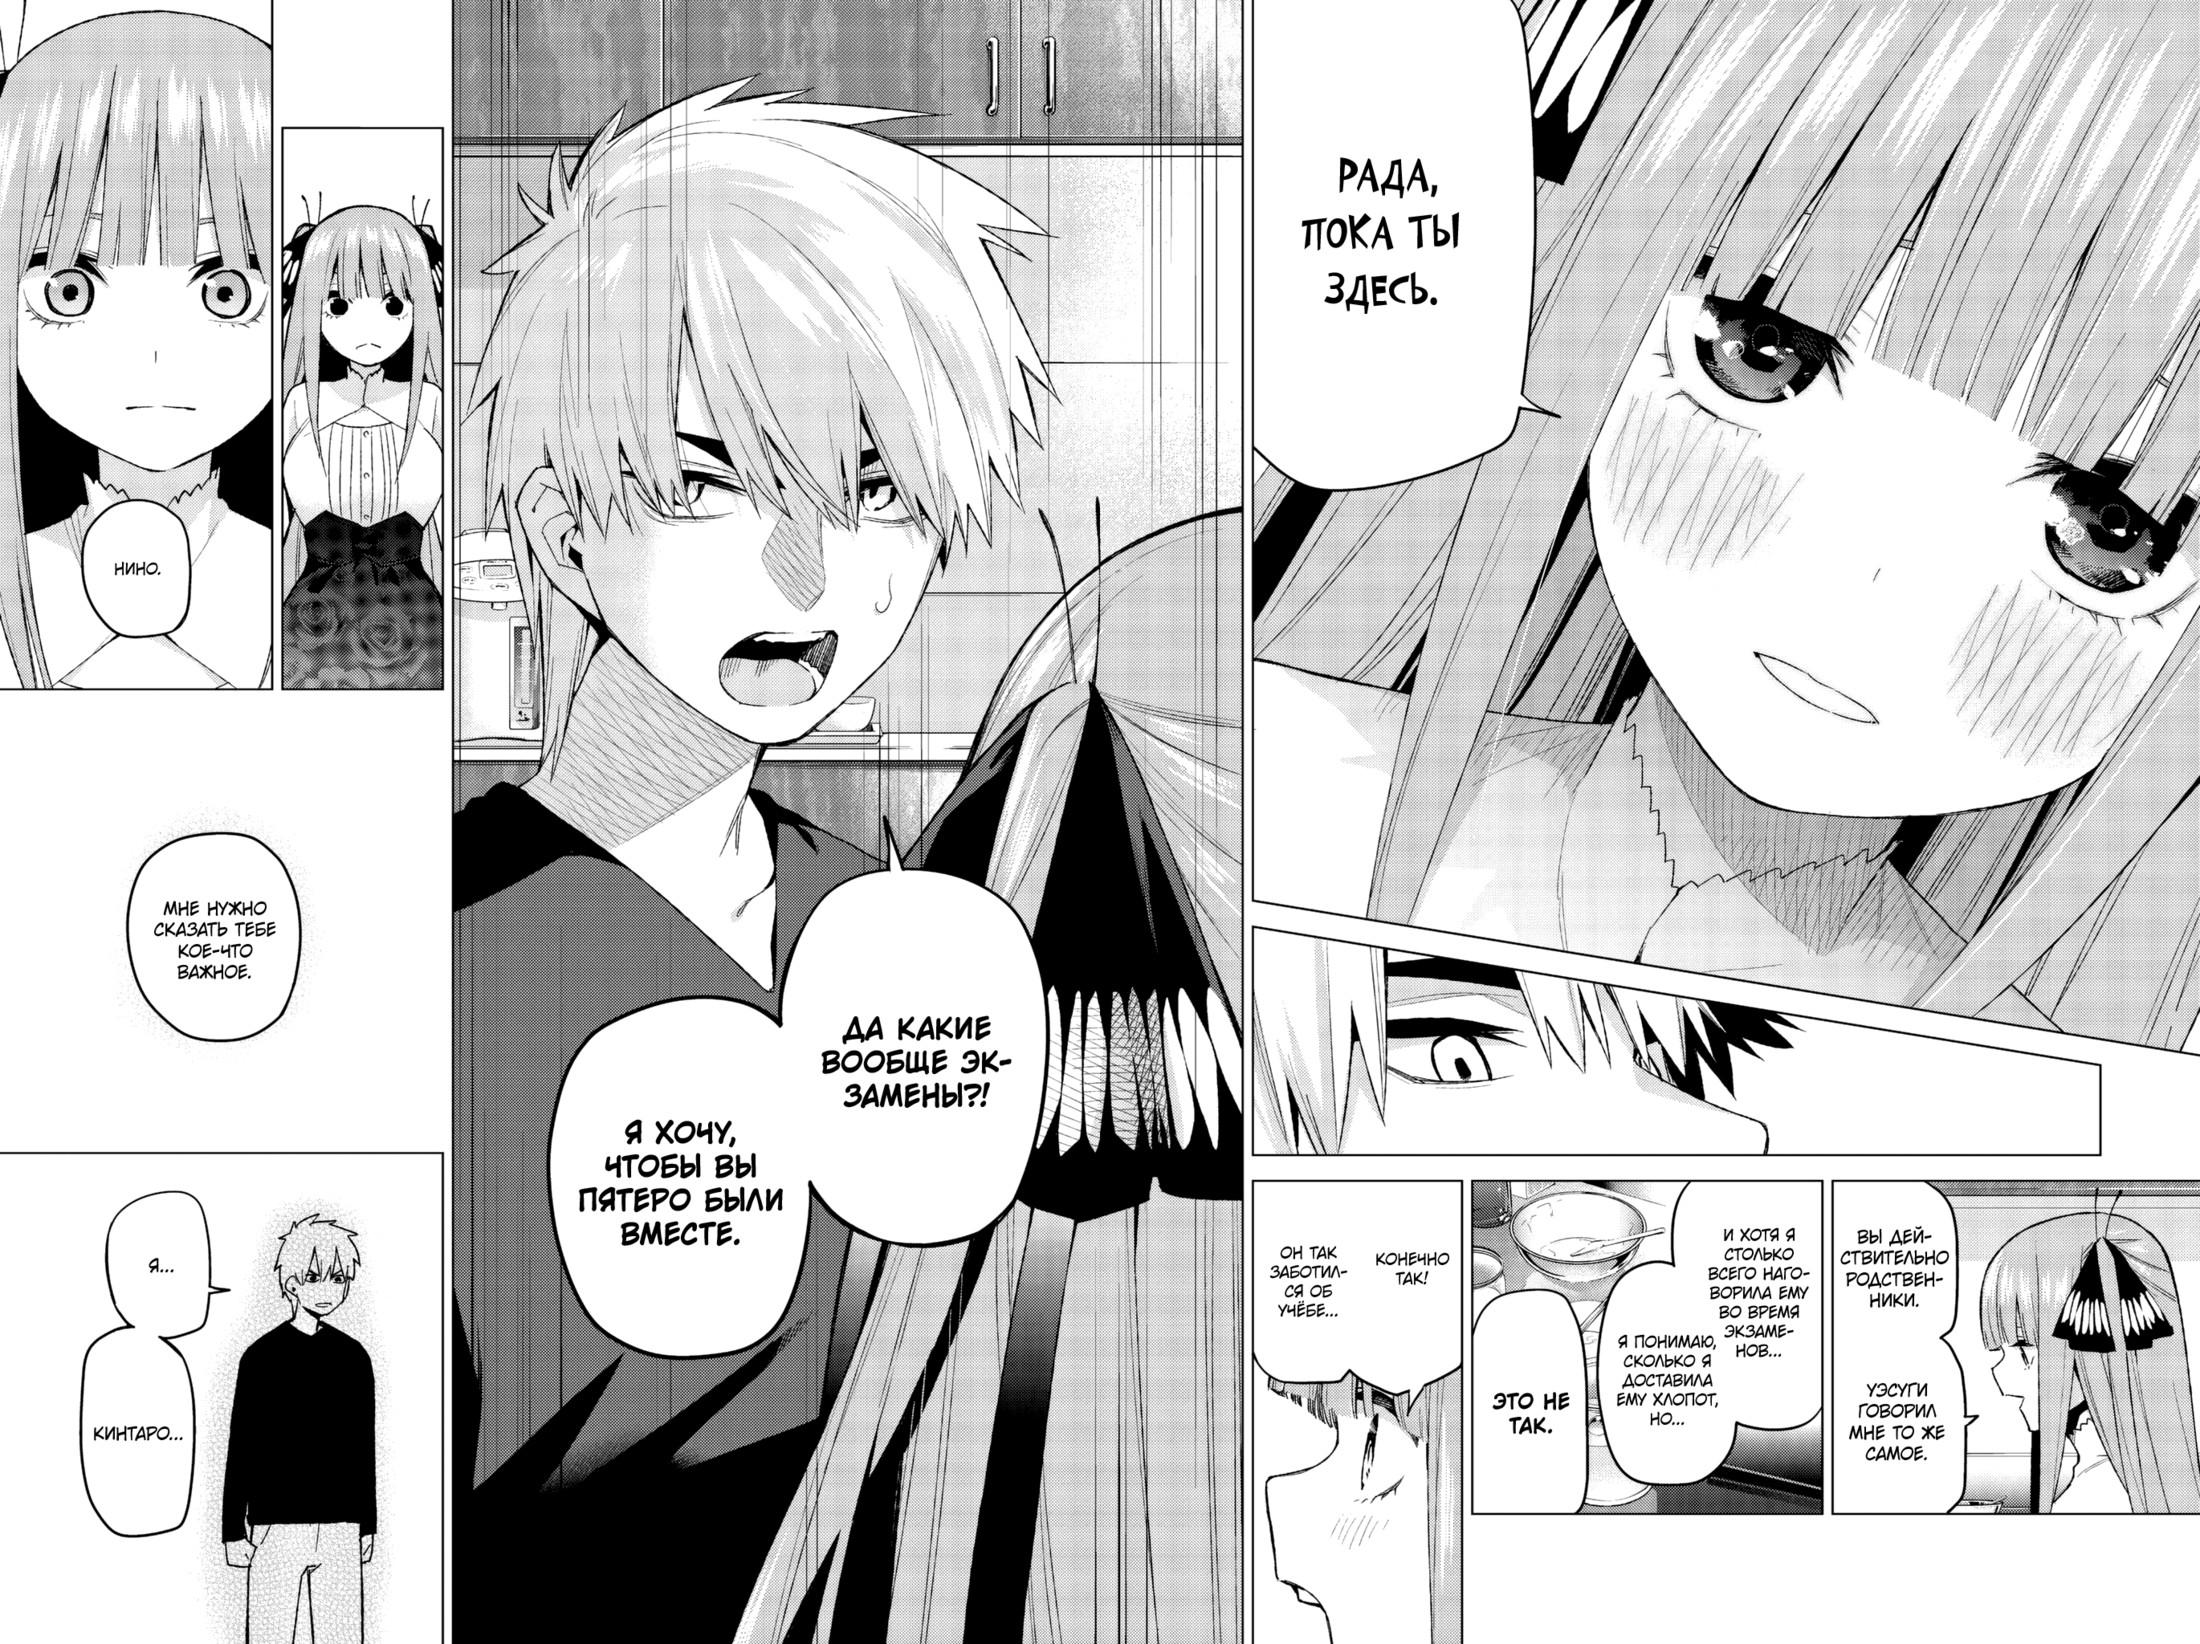 РАДА,
ПОКА ТЫ
ЗДЕСЬ.
ВЫ ДЕЙ-
СТВИТЕЛЬНО
РОДСТВЕН-
НИКИ.
УЭСУГИ
ГОВОРИЛ
МНЕ ТО ЖЕ
САМОЕ.
И ХОТЯ Я
СТОЛЬКО
ВСЕГО НАГО-
ВОРИЛА ЕМУ
ВО ВРЕМЯ
ЭКЗАМЕ-
НОВ...
Я ПОНИМАЮ,
СКОЛЬКО Я
ДОСТАВИЛА
ЕМУ ХЛОПОТ,
НО...
ЭТО НЕ
ТАК.
КОНЕЧНО
ТАК!
ОН ТАК
ЗАБОТИЛ-
СЯ ОБ
УЧЁБЕ...
ДА КАКИЕ
ВООБЩЕ ЭК-
ЗАМЕНЫ?!
Я ХОЧУ,
ЧТОБЫ ВЫ
ПЯТЕРО БЫЛИ
ВМЕСТЕ.
НИНО.
МНЕ НУЖНО
СКАЗАТЬ ТЕБЕ
КОЕ-ЧТО
ВАЖНОЕ.
Я...
КИНТАРО...